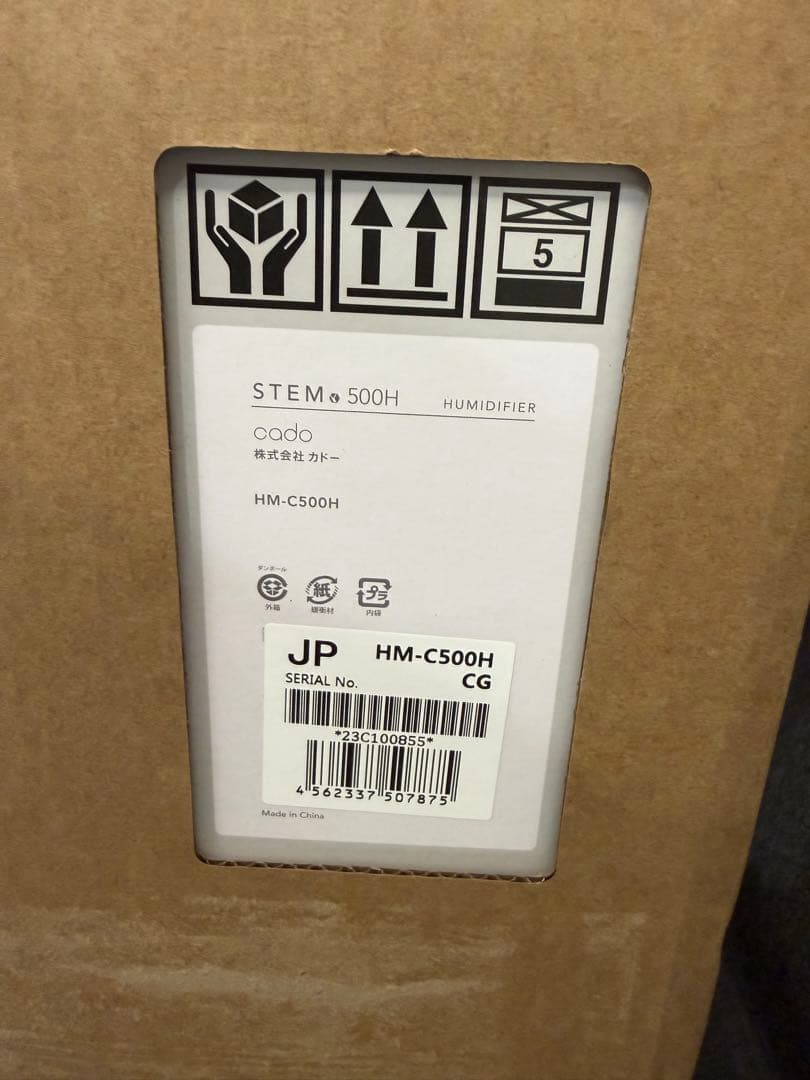 5
STEM 500H HUMIDIFIER
cado
株式会社 カドー
HM-C500H
ダンボール
紙
プラ
外箱
緩衝材
内袋
JP HM-C500H
SERIAL No. CG
*23C100855*
4 562337 507875
Made in China